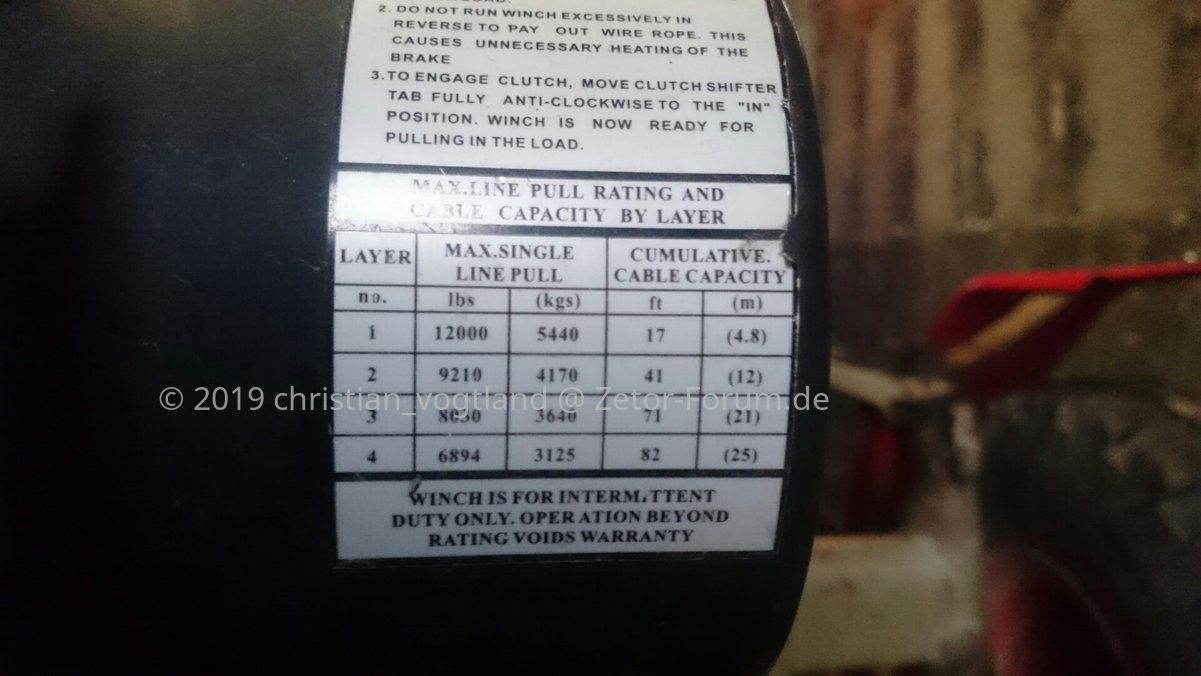 2. DO NOT RUN WINCH EXCESSIVELY IN
REVERSE TO PAY OUT WIRE ROPE. THIS
CAUSES UNNECESSARY HEATING OF THE
BRAKE
3.TO ENGAGE CLUTCH, MOVE CLUTCH SHIFTER
TAB FULLY ANTI-CLOCKWISE TO THE "IN"
POSITION. WINCH IS NOW READY FOR
PULLING IN THE LOAD.
MAX.LINE PULL RATING AND
CABLE CAPACITY BY LAYER
LAYER MAX.SINGLE LINE PULL CUMULATIVE. CABLE CAPACITY
no. lbs (kgs) ft (m)
1 12000 5440 17 (4.8)
2 9210 4170 41 (12)
3 8030 3640 71 (21)
4 6894 3125 82 (25)
© 2019 christian_vogtland @ Zetor-Forum.de
WINCH IS FOR INTERMITTENT
DUTY ONLY. OPERATION BEYOND
RATING VOIDS WARRANTY